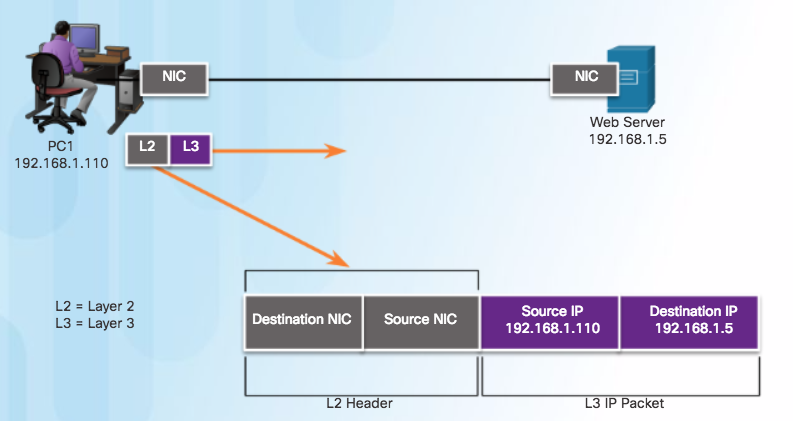 NIC
NIC
PC1
192.168.1.110
L2 L3
Web Server
192.168.1.5
L2 = Layer 2
L3 = Layer 3
Destination NIC
Source NIC
Source IP
192.168.1.110
Destination IP
192.168.1.5
L2 Header
L3 IP Packet